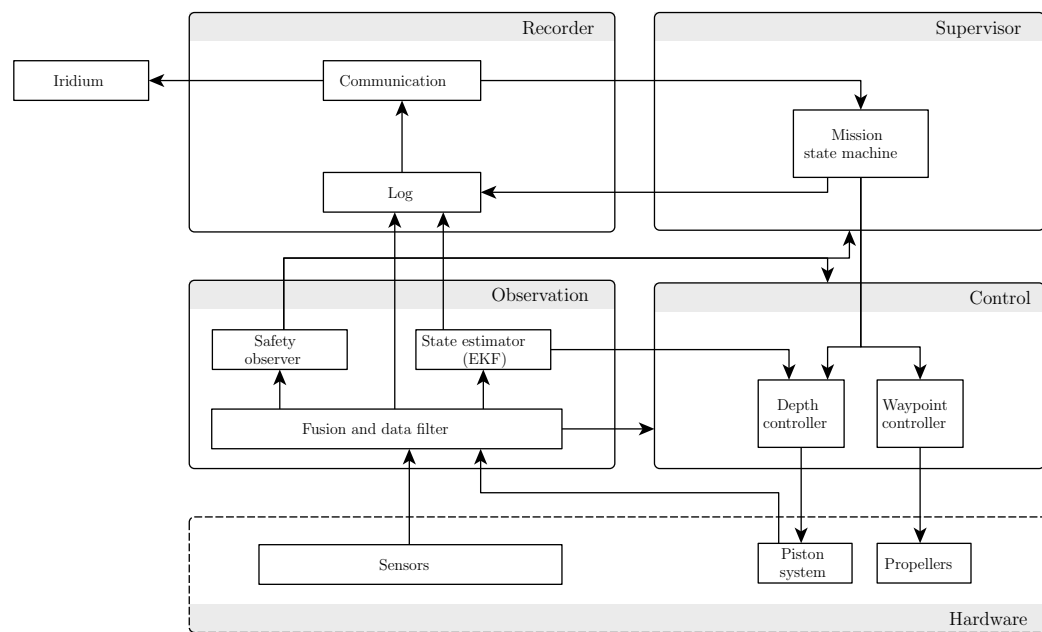 Recorder
Supervisor
Iridium
Communication
Mission
state machine
Log
Observation
Control
Safety
observer
State estimator
(EKF)
Depth
controller
Waypoint
controller
Fusion and data filter
Sensors
Piston
system
Propellers
Hardware